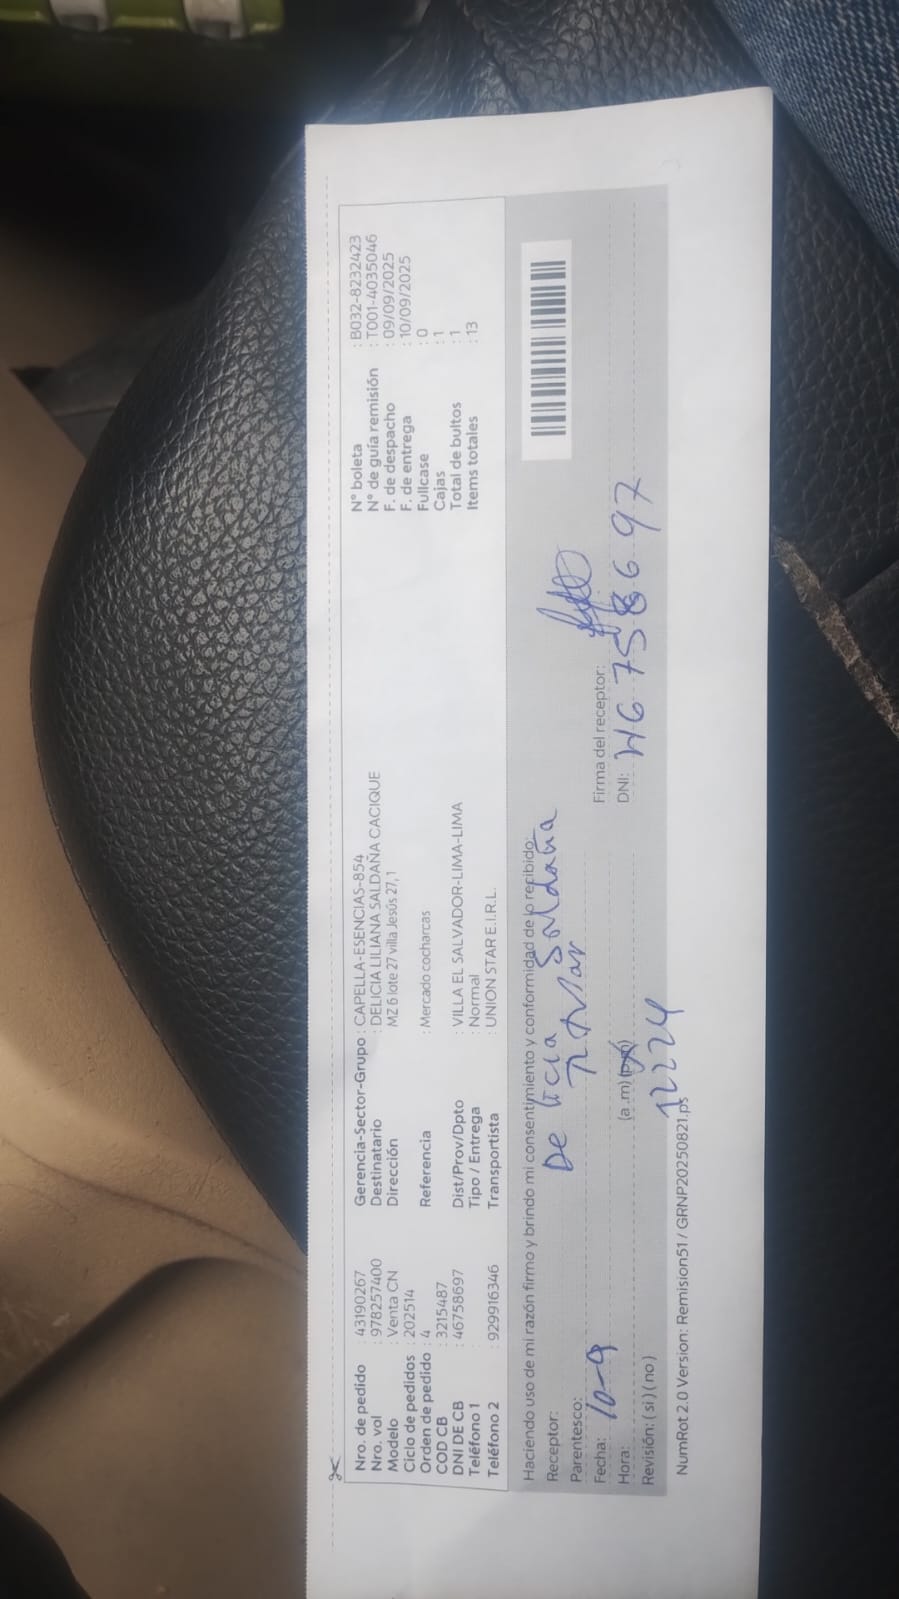 Nro. de pedido : 43190267
Nro. vol : 978257400
Modelo : Venta CN
Ciclo de pedidos : 202514
Orden de pedido : 4
COD CB : 3215487
DNI DE CB : 46758697
Teléfono 1 :
Teléfono 2 : 929916346
Gerencia-Sector-Grupo : CAPELLA-ESENCIAS-854
Destinatario : DELICIA LILIANA SALDAÑA CACIQUE
Dirección : MZ 6 lote 27 villa Jesús 27, 1
Referencia : Mercado cocharcas
Dist/Prov/Dpto : VILLA EL SALVADOR-LIMA-LIMA
Tipo / Entrega : Normal
Transportista : UNION STAR E.I.R.L.
N° boleta : B032-8232423
N° de guía remisión : T001-4035046
F. de despacho : 09/09/2025
F. de entrega : 10/09/2025
Fullcase : 0
Cajas : 1
Total de bultos : 1
Items totales : 13
Haciendo uso de mi razón firmo y brindo mi consentimiento y conformidad de lo recibido:
Receptor: Delicia Saldaña
Parentesco:
Fecha: 10-9
Firma del receptor:
Hora: (a.m) (p.m)
DNI: 46758697
Revisión: ( si ) ( no )
NumRot 2.0 Version: Remision51 / GRNP20250821.ps